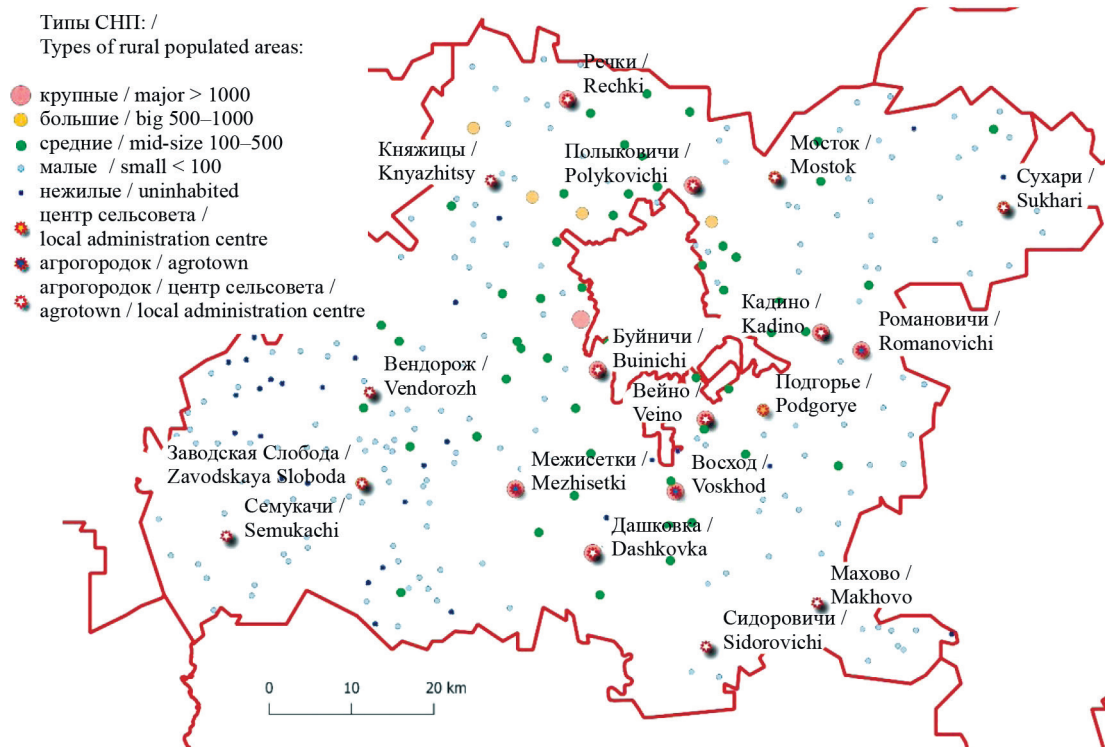 Типы СНП: /
Types of rural populated areas:
крупные / major > 1000
большие / big 500–1000
средние / mid-size 100–500
малые / small < 100
нежилые / uninhabited
центр сельсовета /
local administration centre
агрогородок / agrotown
агрогородок / центр сельсовета /
agrotown / local administration centre
Речки /
Rechki
Княжицы /
Knyazhitsy
Полыковичи /
Polykovichi
Мосток /
Mostok
Сухари /
Sukhari
Кадино /
Kadino
Романовичи /
Romanovichi
Буйничи /
Buinichi
Вендорож /
Vendorozh
Подгорье /
Podgorye
Вейно /
Veino
Заводская Слобода /
Zavodskaya Sloboda
Межисетки /
Mezhisetki
Восход /
Voskhod
Семукачи /
Semukachi
Дашковка /
Dashkovka
Махово /
Makhovo
Сидоровичи /
Sidorovichi
0 10 20 km